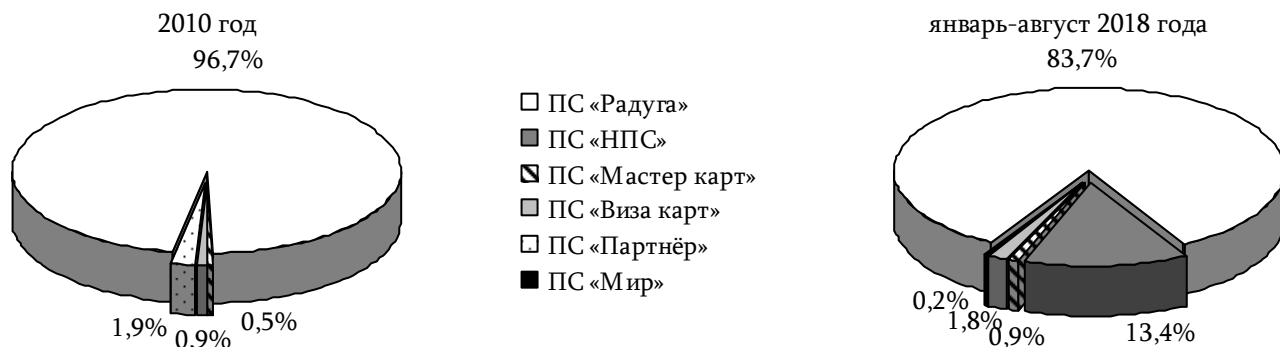 2010 год
96,7%
1,9%
0,9%
0,5%
ПС «Радуга»
ПС «НПС»
ПС «Мастер карт»
ПС «Виза карт»
ПС «Партнёр»
ПС «Мир»
январь-август 2018 года
83,7%
0,2%
1,8%
0,9%
13,4%